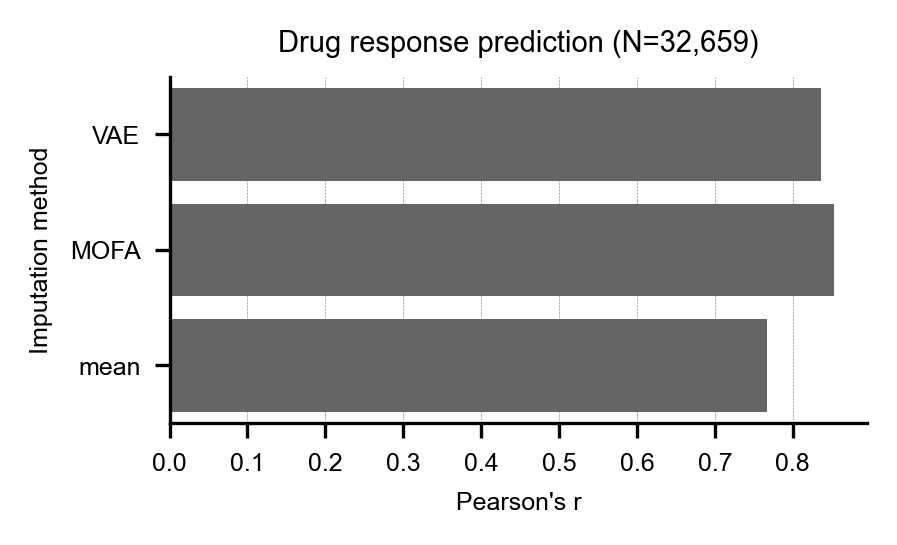 Drug response prediction (N=32,659)
Imputation method
VAE
MOFA
mean
0.0 0.1 0.2 0.3 0.4 0.5 0.6 0.7 0.8
Pearson's r